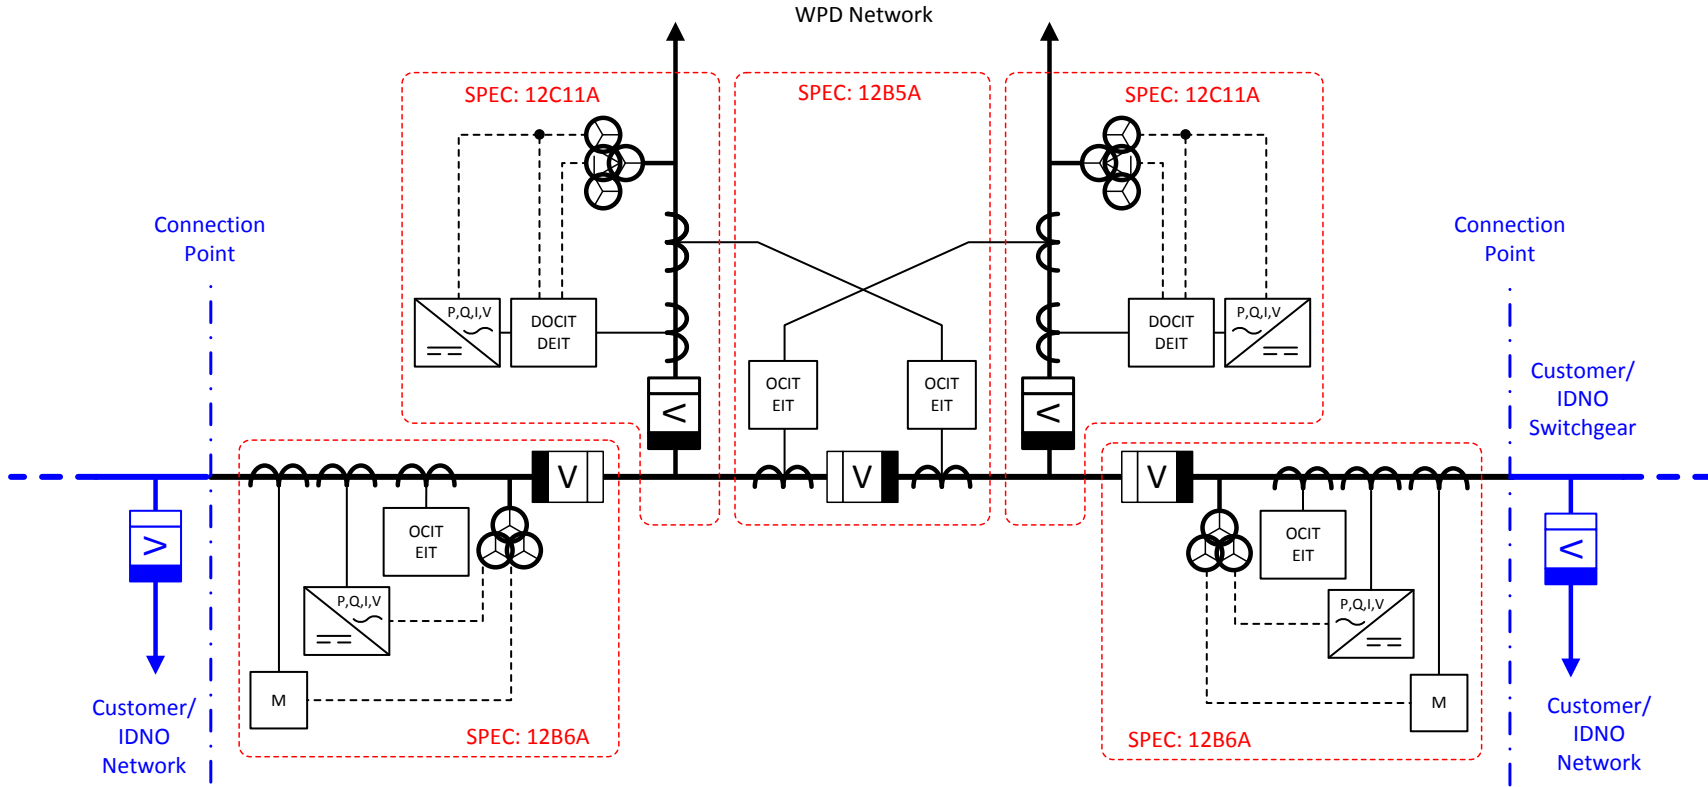 WPD Network
SPEC: 12C11A
SPEC: 12B5A
SPEC: 12C11A
Connection
Point
Connection
Point
P,Q,I,V
DOCIT
DEIT
DOCIT
DEIT
P,Q,I,V
OCIT
EIT
OCIT
EIT
Customer/
IDNO
Switchgear
V
V
V
V
V
OCIT
EIT
OCIT
EIT
V
V
P,Q,I,V
P,Q,I,V
M
M
SPEC: 12B6A
SPEC: 12B6A
Customer/
IDNO
Network
Customer/
IDNO
Network